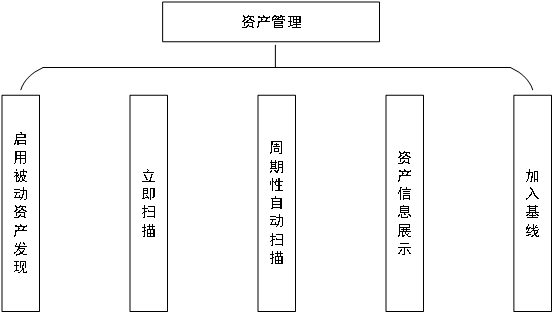 资产管理
启用被动资产发现
立即扫描
周期性自动扫描
资产信息展示
加入基线